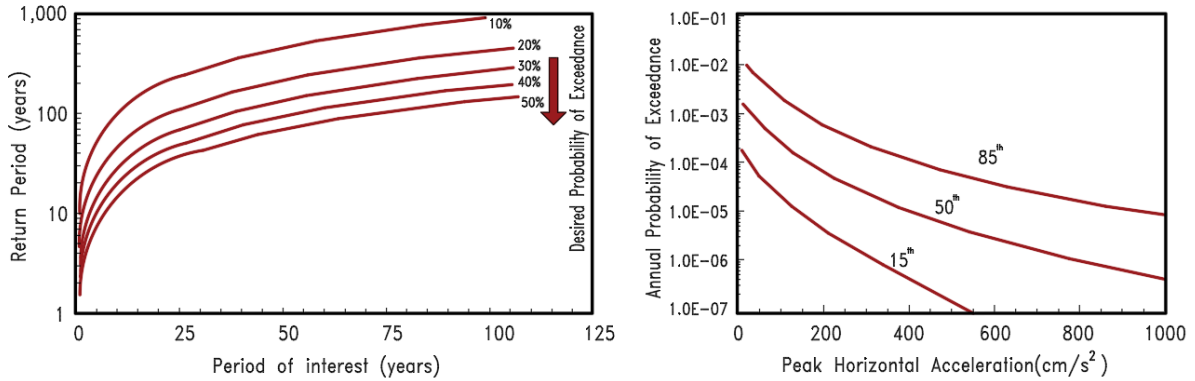 1,000
100
10
1
Return Period (years)
0
25
50
75
100
125
Period of interest (years)
10%
20%
30%
40%
50%
Desired Probability of Exceedance
1.0E-01
1.0E-02
1.0E-03
1.0E-04
1.0E-05
1.0E-06
1.0E-07
Annual Probability of Exceedance
85th
50th
15th
0
200
400
600
800
1000
Peak Horizontal Acceleration(cm/s²)